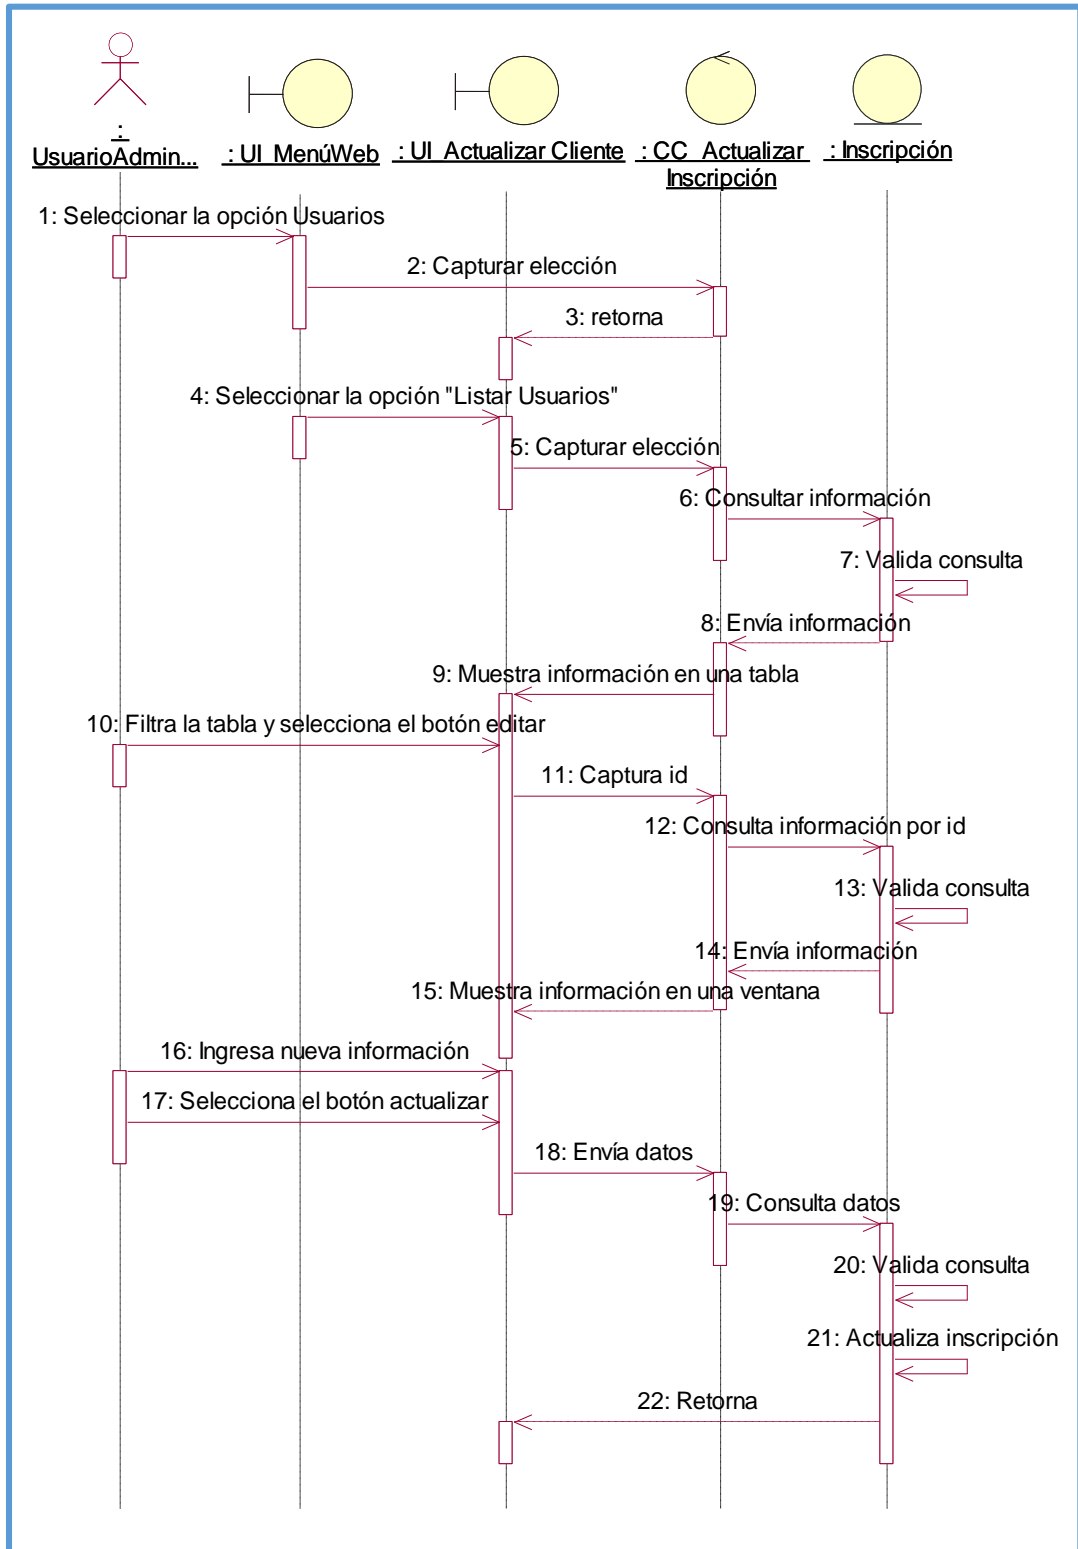 :
UsuarioAdmin...
: UI_MenúWeb
: UI_Actualizar Cliente
: CC_Actualizar
Inscripción
: Inscripción
1: Seleccionar la opción Usuarios
2: Capturar elección
3: retorna
4: Seleccionar la opción "Listar Usuarios"
5: Capturar elección
6: Consultar información
7: Valida consulta
8: Envía información
9: Muestra información en una tabla
10: Filtra la tabla y selecciona el botón editar
11: Captura id
12: Consulta información por id
13: Valida consulta
14: Envía información
15: Muestra información en una ventana
16: Ingresa nueva información
17: Selecciona el botón actualizar
18: Envía datos
19: Consulta datos
20: Valida consulta
21: Actualiza inscripción
22: Retorna